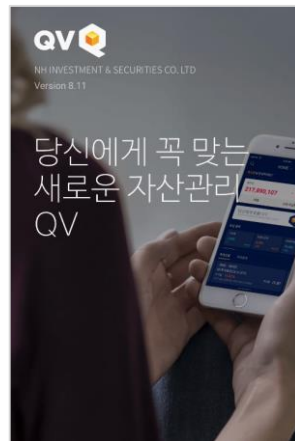 QV
NH INVESTMENT & SECURITIES CO. LTD
Version 8.11
당신에게 꼭 맞는
새로운 자산관리
QV